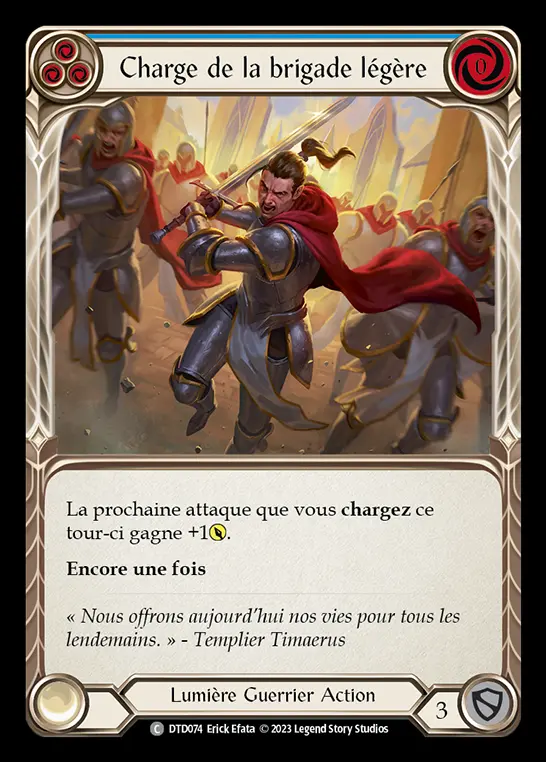 Charge de la brigade légère
0
La prochaine attaque que vous chargez ce
tour-ci gagne +1.
Encore une fois
« Nous offrons aujourd'hui nos vies pour tous les
lendemains. » - Templier Timaerus
Lumière Guerrier Action
3
C DTD074 Erick Efata © 2023 Legend Story Studios